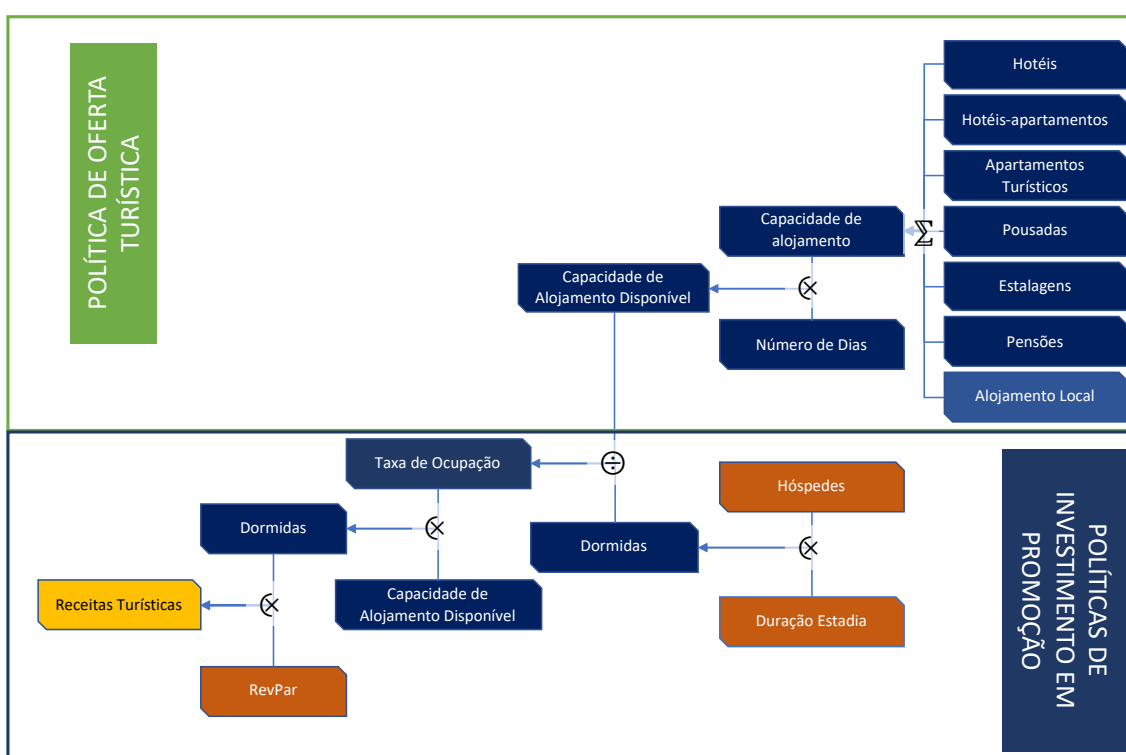 POLÍTICA DE OFERTA
TURÍSTICA
Hotéis
Hotéis-apartamentos
Apartamentos
Turísticos
Capacidade de
alojamento
Σ
Pousadas
Capacidade de
Alojamento Disponível
×
Estalagens
Número de Dias
Pensões
Alojamento Local
Taxa de Ocupação
÷
Hóspedes
Dormidas
×
Dormidas
×
Receitas Turísticas
×
Capacidade de
Alojamento Disponível
Duração Estadia
RevPar
POLÍTICAS DE
INVESTIMENTO EM
PROMOÇÃO